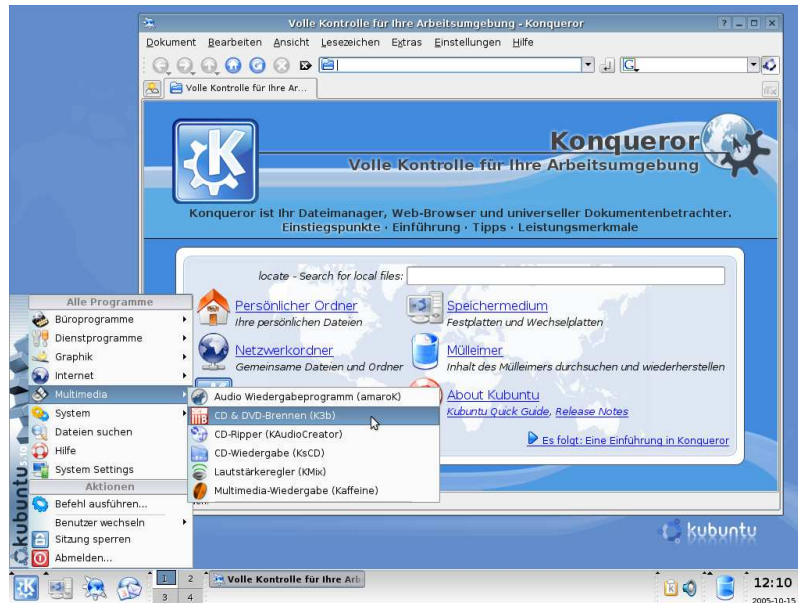 Volle Kontrolle für Ihre Arbeitsumgebung - Konqueror
Dokument Bearbeiten Ansicht Lesezeichen Extras Einstellungen Hilfe
Volle Kontrolle für Ihre Ar...
Konqueror
Volle Kontrolle für Ihre Arbeitsumgebung
Konqueror ist Ihr Dateimanager, Web-Browser und universeller Dokumentenbetrachter.
Einstiegspunkte · Einführung · Tipps · Leistungsmerkmale
locate - Search for local files:
Persönlicher Ordner
Ihre persönlichen Dateien
Speichermedium
Festplatten und Wechselplatten
Netzwerkordner
Gemeinsame Dateien und Ordner
Mülleimer
Inhalt des Mülleimers durchsuchen und wiederherstellen
About Kubuntu
Kubuntu Quick Guide, Release Notes
Es folgt: Eine Einführung in Konqueror
Alle Programme
Büroprogramme
Dienstprogramme
Graphik
Internet
Multimedia
System
Dateien suchen
Hilfe
System Settings
Aktionen
Befehl ausführen...
Benutzer wechseln
Sitzung sperren
Abmelden...
kubuntu 5.10
Audio Wiedergabeprogramm (amaroK)
CD & DVD-Brennen (K3b)
CD-Ripper (KAudioCreator)
CD-Wiedergabe (KsCD)
Lautstärkeregler (KMix)
Multimedia-Wiedergabe (Kaffeine)
kubuntu
1 2
3 4
Volle Kontrolle für Ihre Arb
12:10
2005-10-15